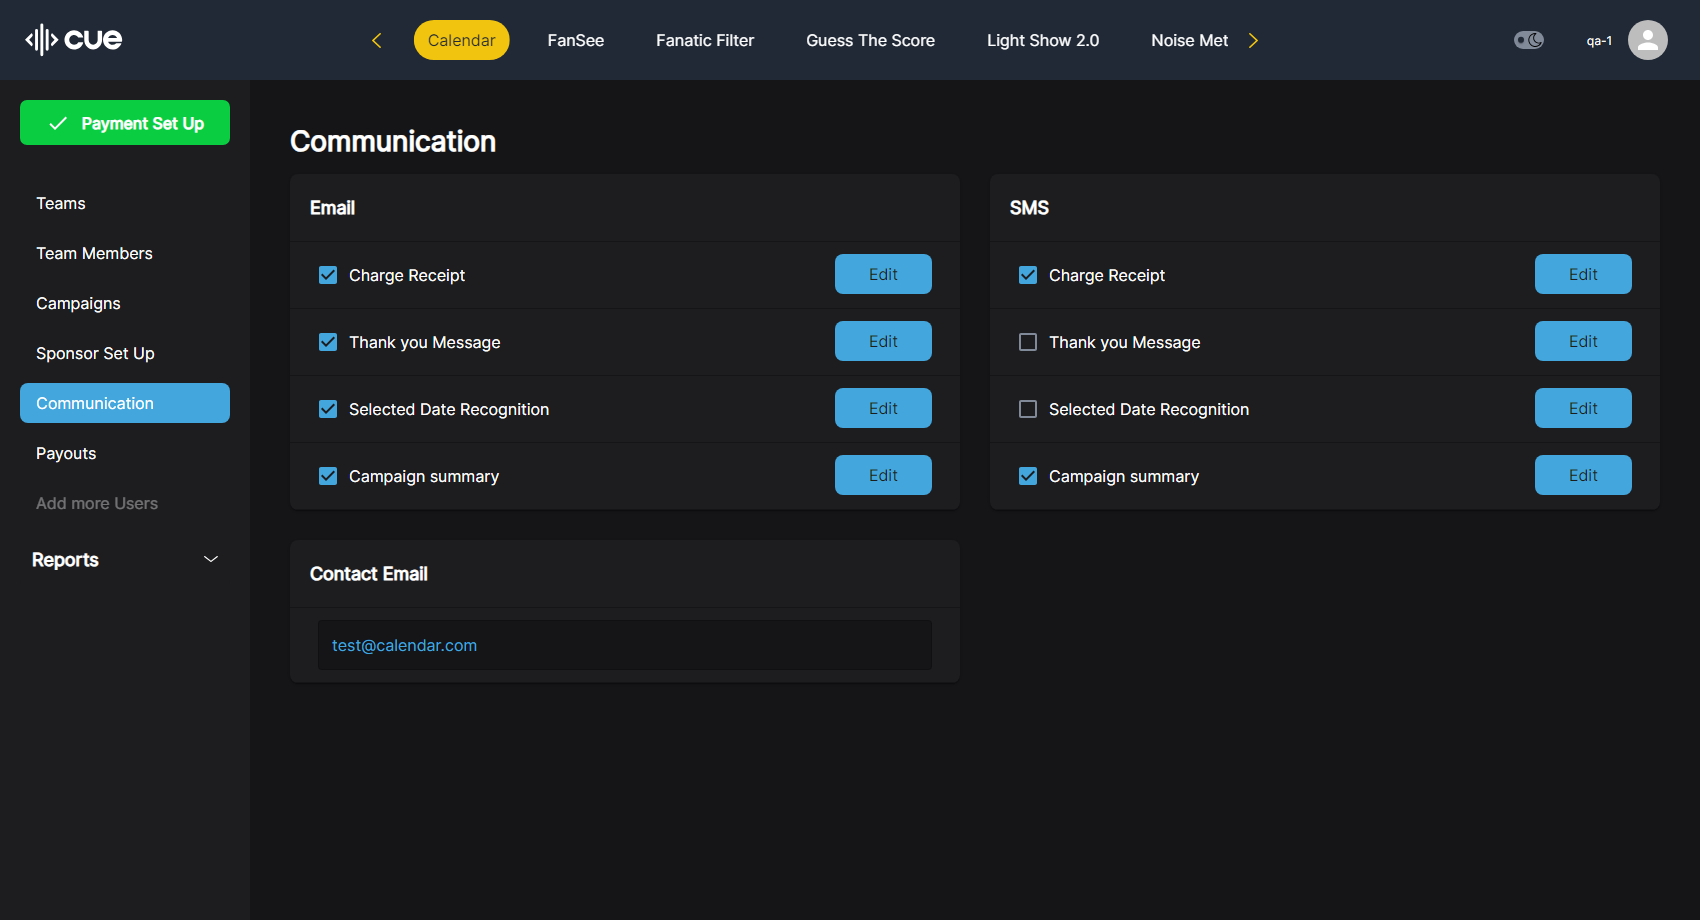 cue
Calendar
FanSee
Fanatic Filter
Guess The Score
Light Show 2.0
Noise Met
qa-1
Payment Set Up
Teams
Team Members
Campaigns
Sponsor Set Up
Communication
Payouts
Add more Users
Reports
Communication
Email
Charge Receipt
Edit
Thank you Message
Edit
Selected Date Recognition
Edit
Campaign summary
Edit
SMS
Charge Receipt
Edit
Thank you Message
Edit
Selected Date Recognition
Edit
Campaign summary
Edit
Contact Email
test@calendar.com